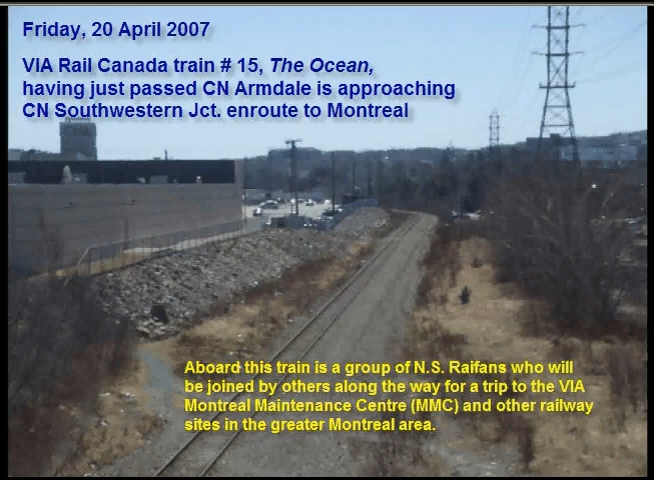 Friday, 20 April 2007
VIA Rail Canada train # 15, The Ocean,
having just passed CN Armdale is approaching
CN Southwestern Jct. enroute to Montreal
Aboard this train is a group of N.S. Raifans who will
be joined by others along the way for a trip to the VIA
Montreal Maintenance Centre (MMC) and other railway
sites in the greater Montreal area.